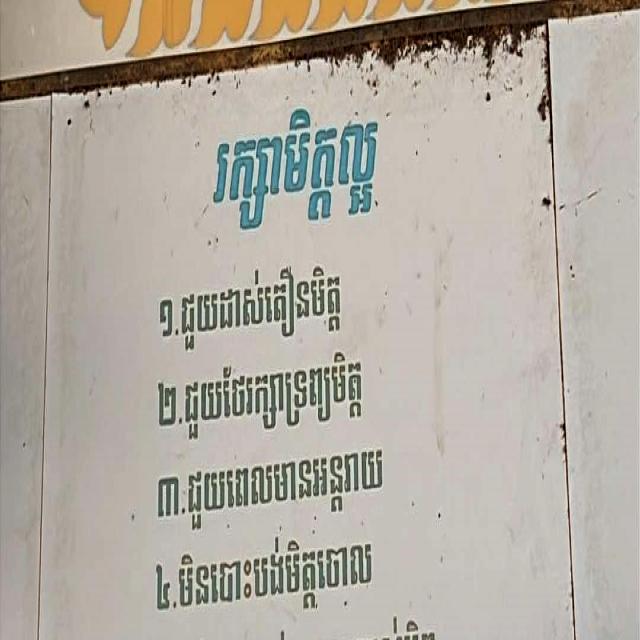 រក្សាមិត្តល្អ
១.ជួយដាស់តឿនមិត្ត
២.ជួយថែរក្សាទ្រព្យមិត្ត
៣.ជួយពេលមានអន្តរាយ
៤.មិនបោះបង់មិត្តចោល